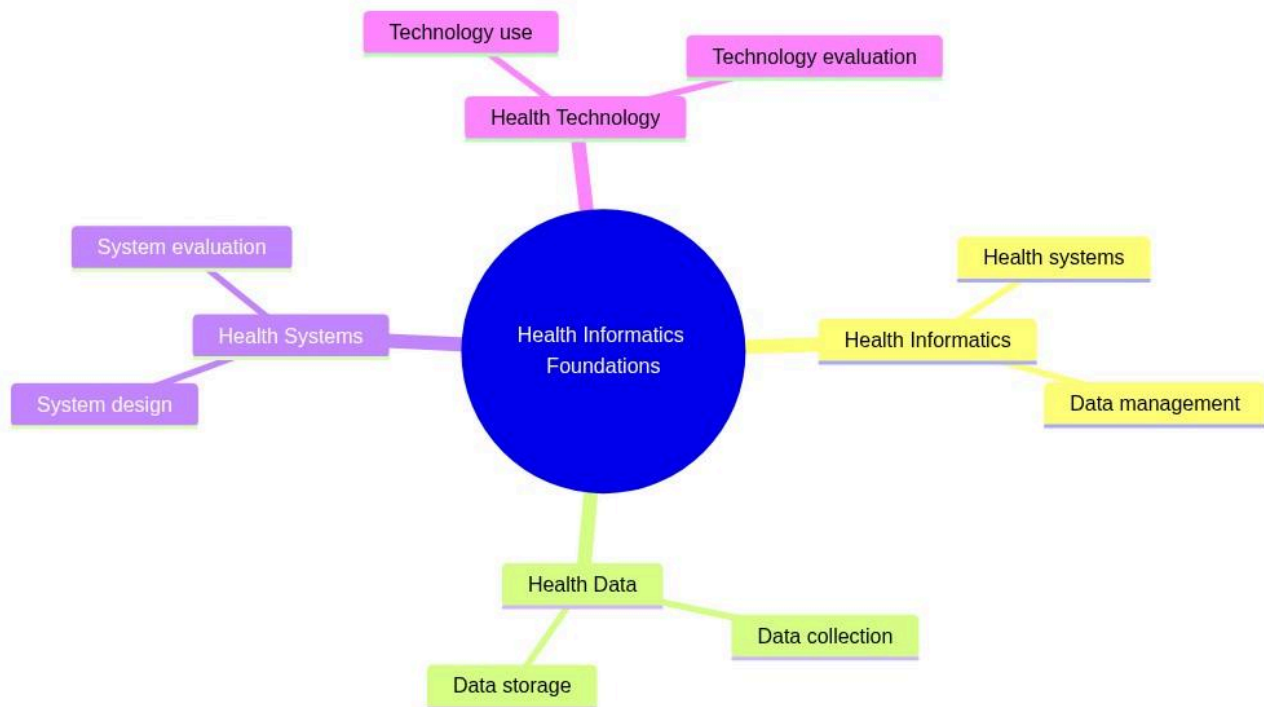 Technology use
Technology evaluation
Health Technology
System evaluation
Health systems
Health Systems
Health Informatics
Foundations
Health Informatics
System design
Data management
Health Data
Data collection
Data storage